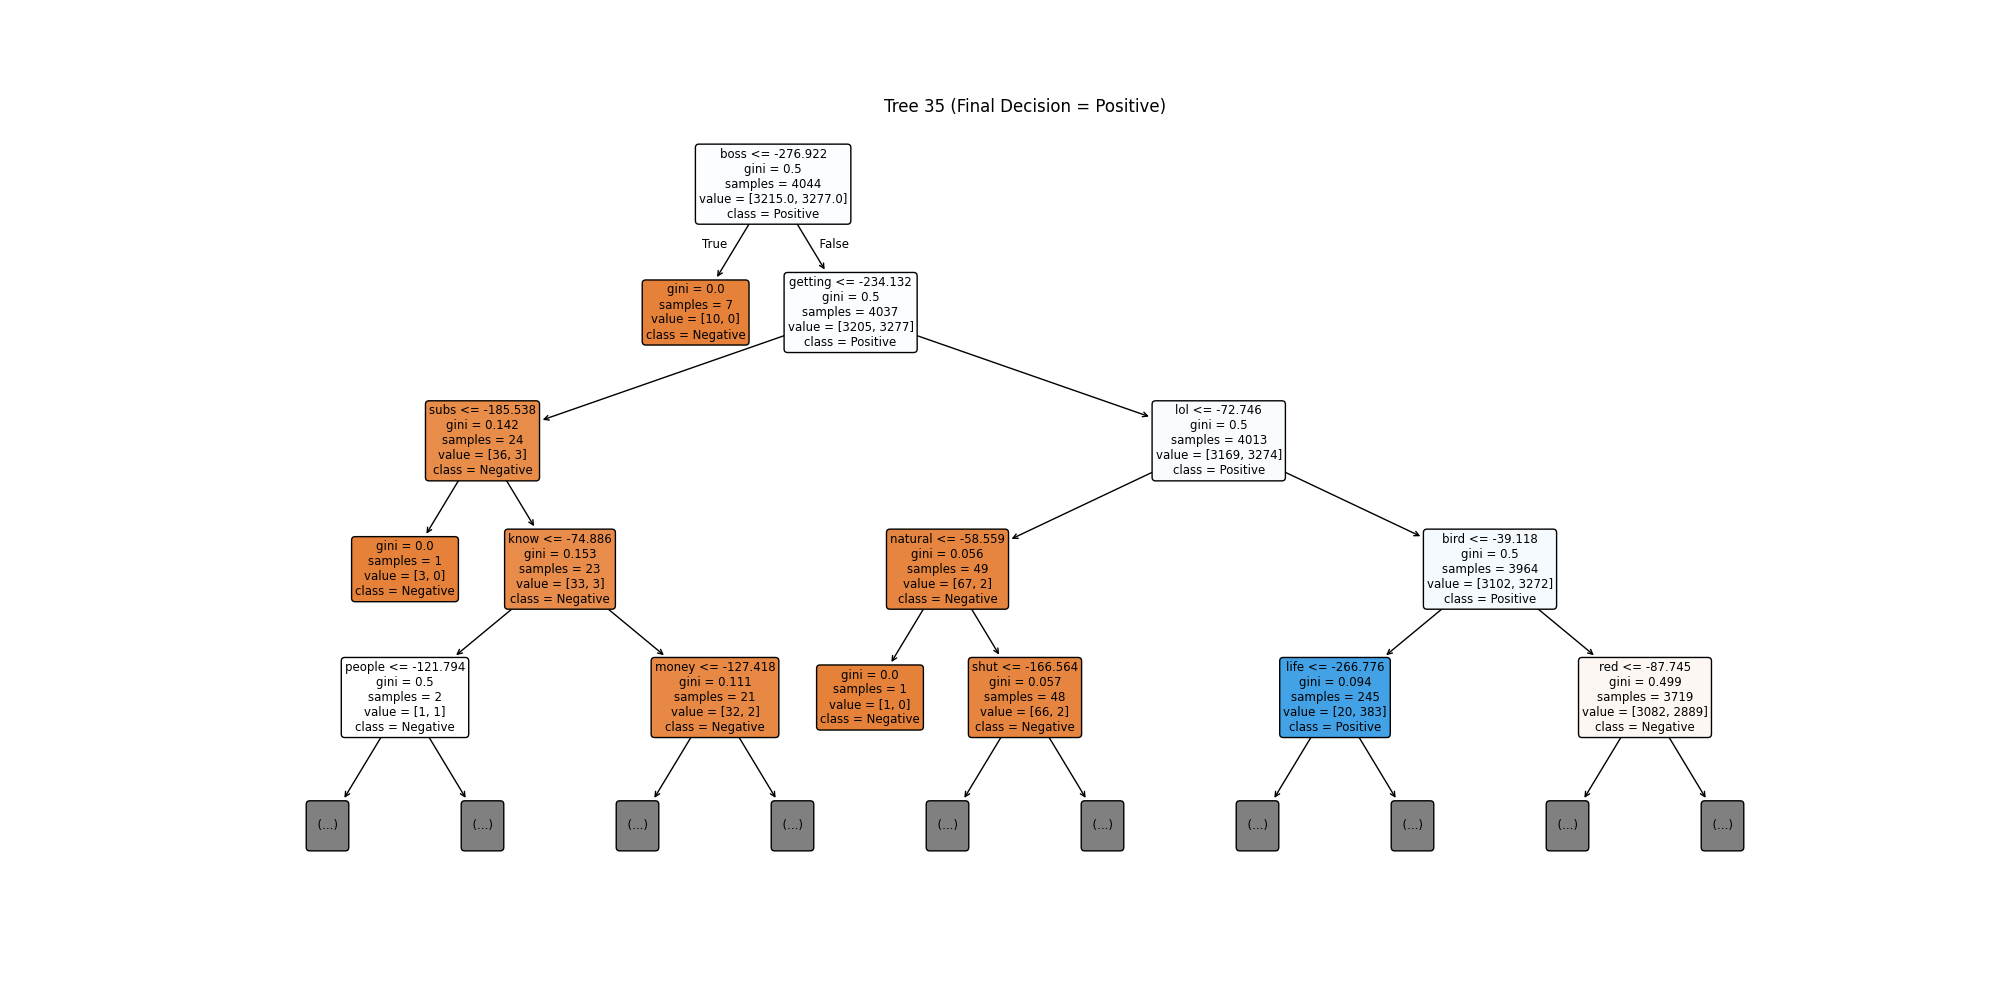 Tree 35 (Final Decision = Positive)
boss <= -276.922
gini = 0.5
samples = 4044
value = [3215.0, 3277.0]
class = Positive
True
False
gini = 0.0
samples = 7
value = [10, 0]
class = Negative
getting <= -234.132
gini = 0.5
samples = 4037
value = [3205, 3277]
class = Positive
subs <= -185.538
gini = 0.142
samples = 24
value = [36, 3]
class = Negative
lol <= -72.746
gini = 0.5
samples = 4013
value = [3169, 3274]
class = Positive
gini = 0.0
samples = 1
value = [3, 0]
class = Negative
know <= -74.886
gini = 0.153
samples = 23
value = [33, 3]
class = Negative
natural <= -58.559
gini = 0.056
samples = 49
value = [67, 2]
class = Negative
bird <= -39.118
gini = 0.5
samples = 3964
value = [3102, 3272]
class = Positive
people <= -121.794
gini = 0.5
samples = 2
value = [1, 1]
class = Negative
money <= -127.418
gini = 0.111
samples = 21
value = [32, 2]
class = Negative
gini = 0.0
samples = 1
value = [1, 0]
class = Negative
shut <= -166.564
gini = 0.057
samples = 48
value = [66, 2]
class = Negative
life <= -266.776
gini = 0.094
samples = 245
value = [20, 383]
class = Positive
red <= -87.745
gini = 0.499
samples = 3719
value = [3082, 2889]
class = Negative
(...)
(...)
(...)
(...)
(...)
(...)
(...)
(...)
(...)
(...)